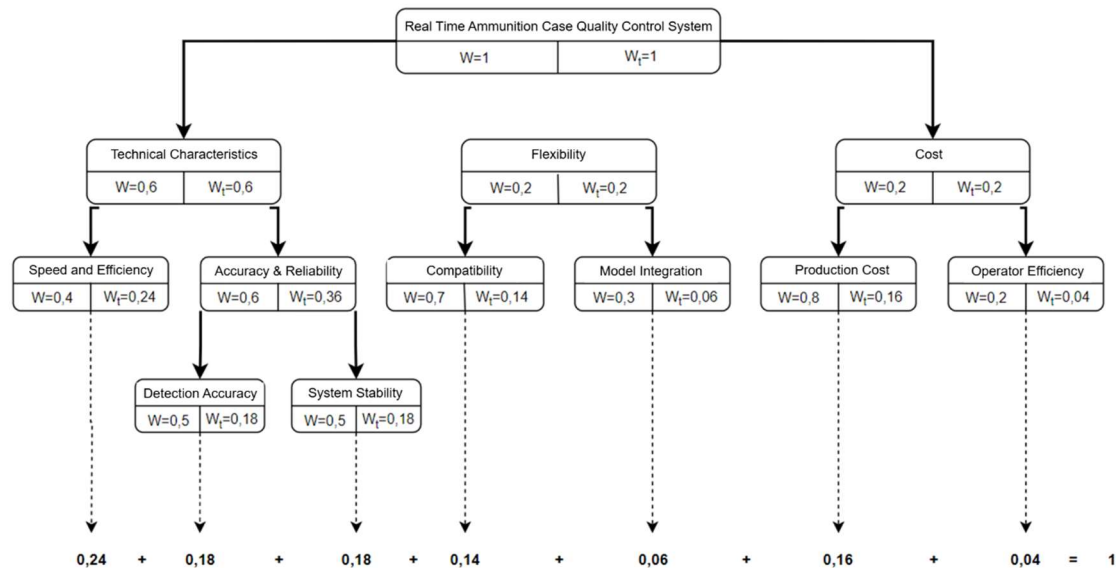 Real Time Ammunition Case Quality Control System
W=1 Wt=1
Technical Characteristics Flexibility Cost
W=0,6 Wt=0,6 W=0,2 Wt=0,2 W=0,2 Wt=0,2
Speed and Efficiency Accuracy & Reliability Compatibility Model Integration Production Cost Operator Efficiency
W=0,4 Wt=0,24 W=0,6 Wt=0,36 W=0,7 Wt=0,14 W=0,3 Wt=0,06 W=0,8 Wt=0,16 W=0,2 Wt=0,04
Detection Accuracy System Stability
W=0,5 Wt=0,18 W=0,5 Wt=0,18
0,24 + 0,18 + 0,18 + 0,14 + 0,06 + 0,16 + 0,04 = 1